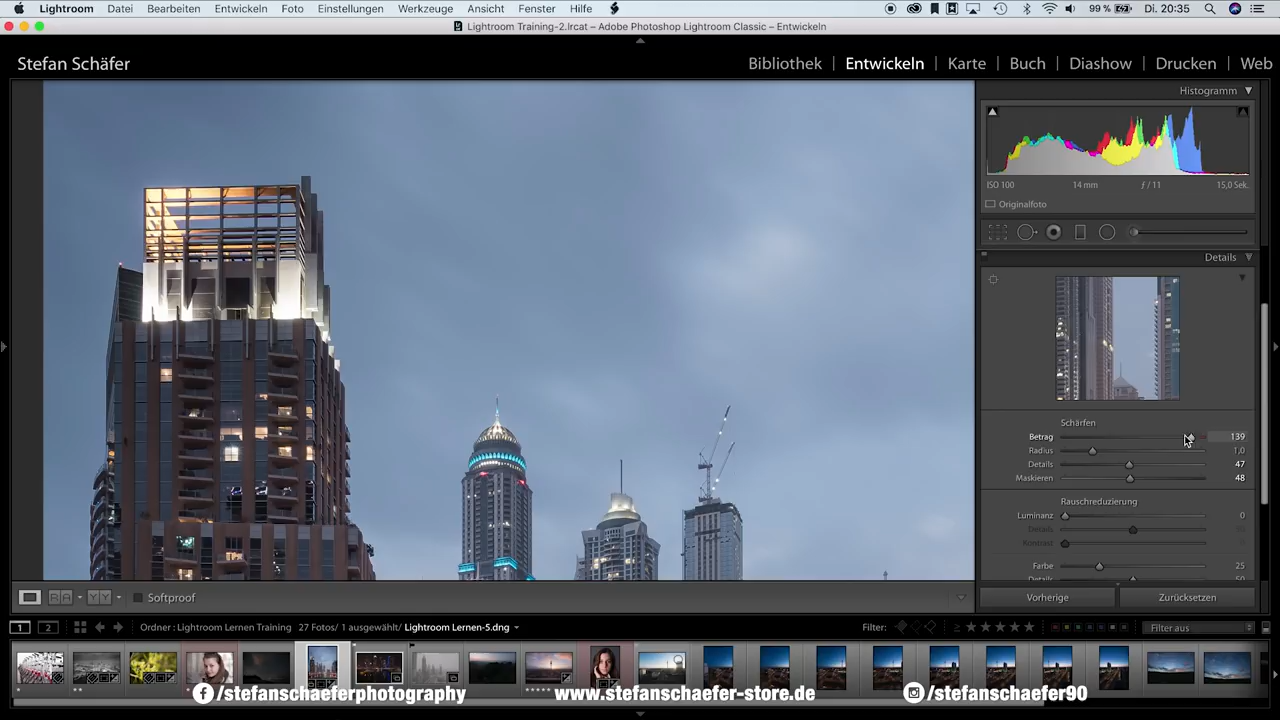 Lightroom Datei Bearbeiten Entwickeln Foto Einstellungen Werkzeuge Ansicht Fenster Hilfe 99 % Di. 20:35
Lightroom Training-2.lrcat – Adobe Photoshop Lightroom Classic – Entwickeln
Stefan Schäfer Bibliothek Entwickeln Karte Buch Diashow Drucken Web
Histogramm
ISO 100 14 mm ƒ / 11 15,0 Sek.
Originalfoto
Details
Schärfen
Betrag 139
Radius 1,0
Details 47
Maskieren 48
Rauschreduzierung
Luminanz 0
Details
Kontrast
Farbe 25
Details 50
Softproof Vorherige Zurücksetzen
1 2 Ordner : Lightroom Lernen Training 27 Fotos/ 1 ausgewählt/ Lightroom Lernen-5.dng Filter: Filter aus
/stefanschaeferphotography www.stefanschaefer-store.de /stefanschaefer90